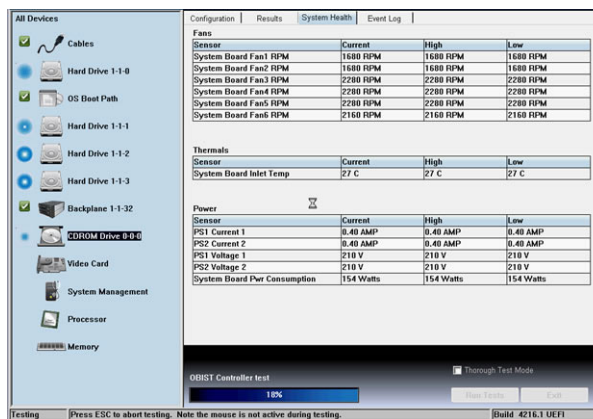 All Devices
Cables
Hard Drive 1-1-0
OS Boot Path
Hard Drive 1-1-1
Hard Drive 1-1-2
Hard Drive 1-1-3
Backplane 1-1-32
CDROM Drive 0-0-0
Video Card
System Management
Processor
Memory
Configuration Results System Health Event Log
Fans
Sensor Current High Low
System Board Fan1 RPM 1680 RPM 1680 RPM 1680 RPM
System Board Fan2 RPM 1680 RPM 1680 RPM 1680 RPM
System Board Fan3 RPM 2280 RPM 2280 RPM 2280 RPM
System Board Fan4 RPM 2280 RPM 2280 RPM 2280 RPM
System Board Fan5 RPM 2280 RPM 2280 RPM 2280 RPM
System Board Fan6 RPM 2160 RPM 2160 RPM 2160 RPM
Thermals
Sensor Current High Low
System Board Inlet Temp 27 C 27 C 27 C
Power
Sensor Current High Low
PS1 Current 1 0.40 AMP 0.40 AMP 0.40 AMP
PS2 Current 2 0.40 AMP 0.40 AMP 0.40 AMP
PS1 Voltage 1 210 V 210 V 210 V
PS2 Voltage 2 210 V 210 V 210 V
System Board Pwr Consumption 154 Watts 154 Watts 154 Watts
Thorough Test Mode
OBIST Controller test
18%
Run Tests Exit
Testing Press ESC to abort testing. Note the mouse is not active during testing. Build 4216.1 UEFI